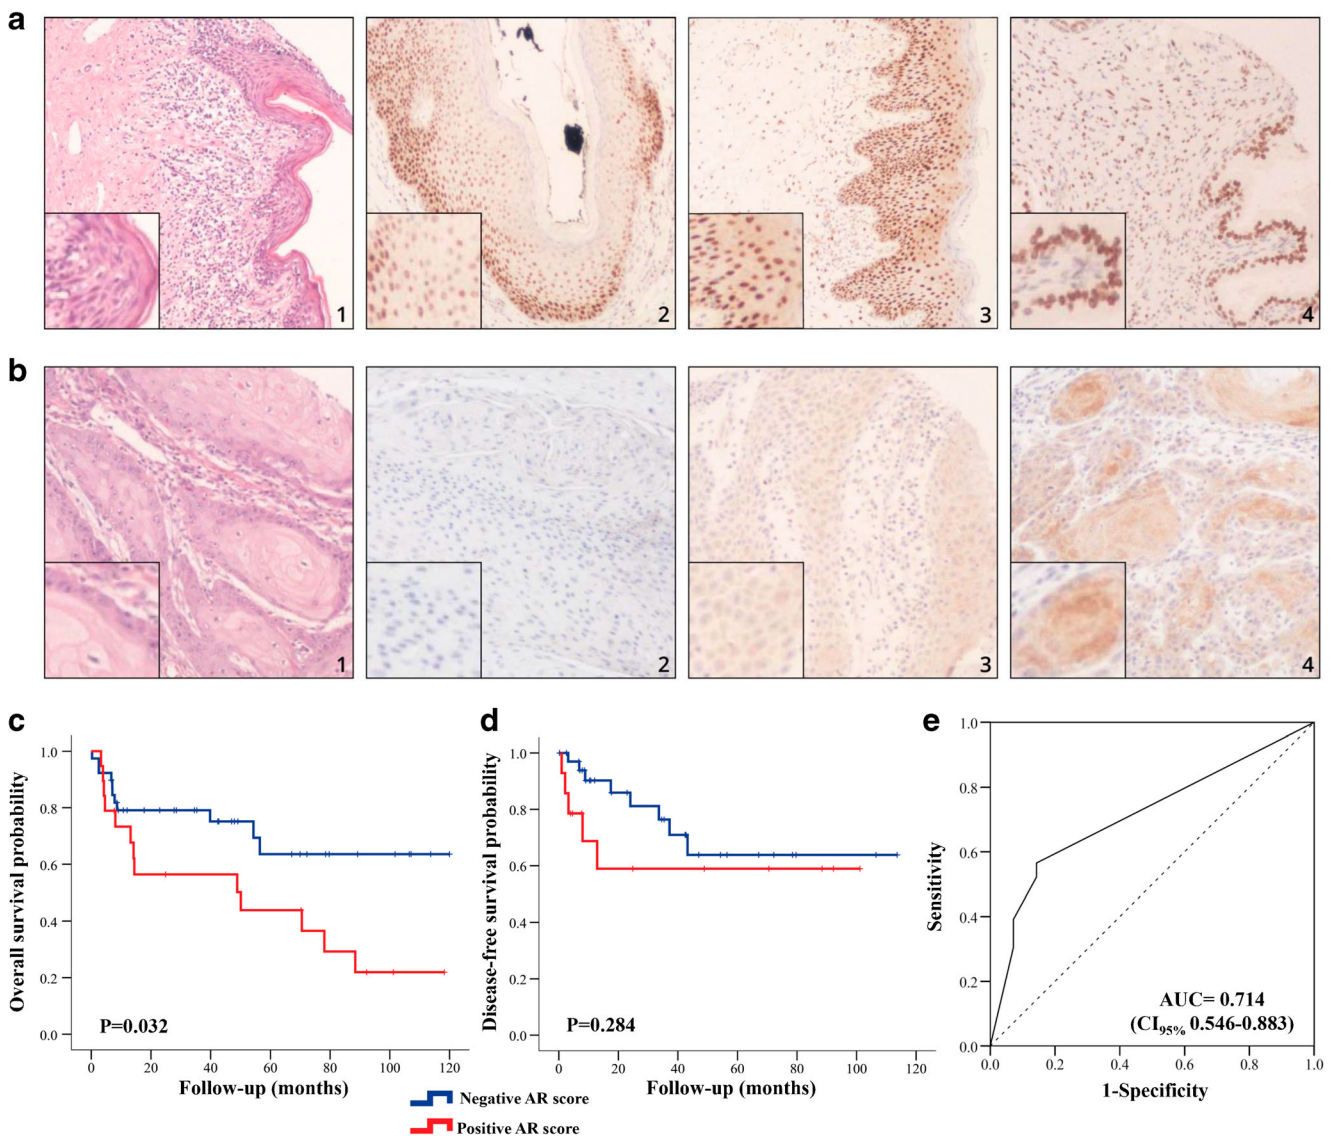 a
1
2
3
4
b
1
2
3
4
c
Overall survival probability
1.0
0.8
0.6
0.4
0.2
0.0
P=0.032
0 20 40 60 80 100 120
Follow-up (months)
d
Disease-free survival probability
1.0
0.8
0.6
0.4
0.2
0.0
P=0.284
0 20 40 60 80 100 120
Follow-up (months)
Negative AR score
Positive AR score
e
Sensitivity
1.0
0.8
0.6
0.4
0.2
0.0
AUC= 0.714
(CI95% 0.546-0.883)
0.0 0.2 0.4 0.6 0.8 1.0
1-Specificity